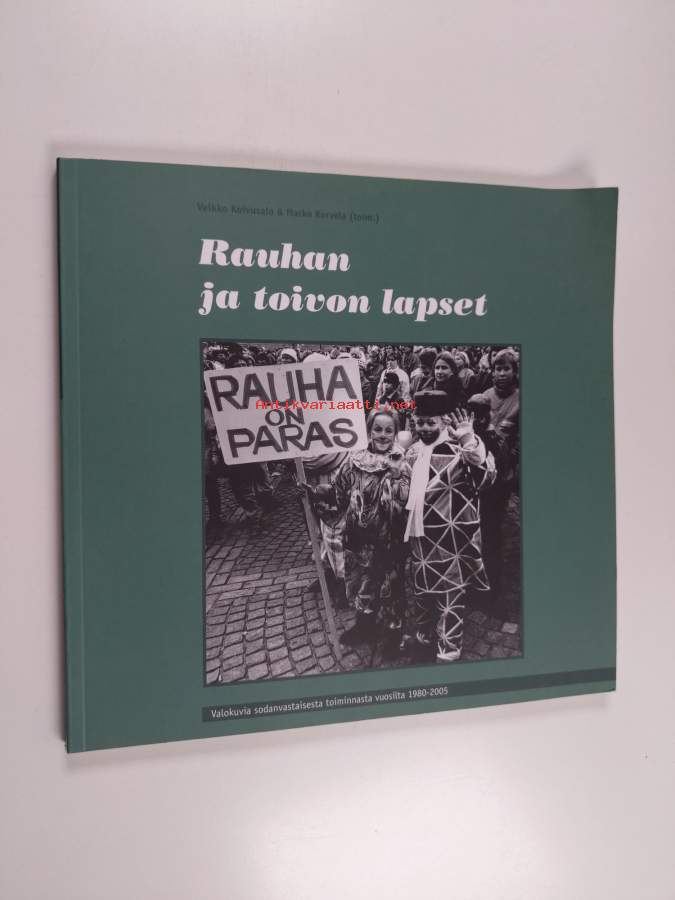 Veikko Koivusalo & Marko Korvela (toim.)
Rauhan
ja toivon lapset
RAUHA
ON
PARAS
Antikvariaatti.net
Valokuvia sodanvastaisesta toiminnasta vuosilta 1980-2005